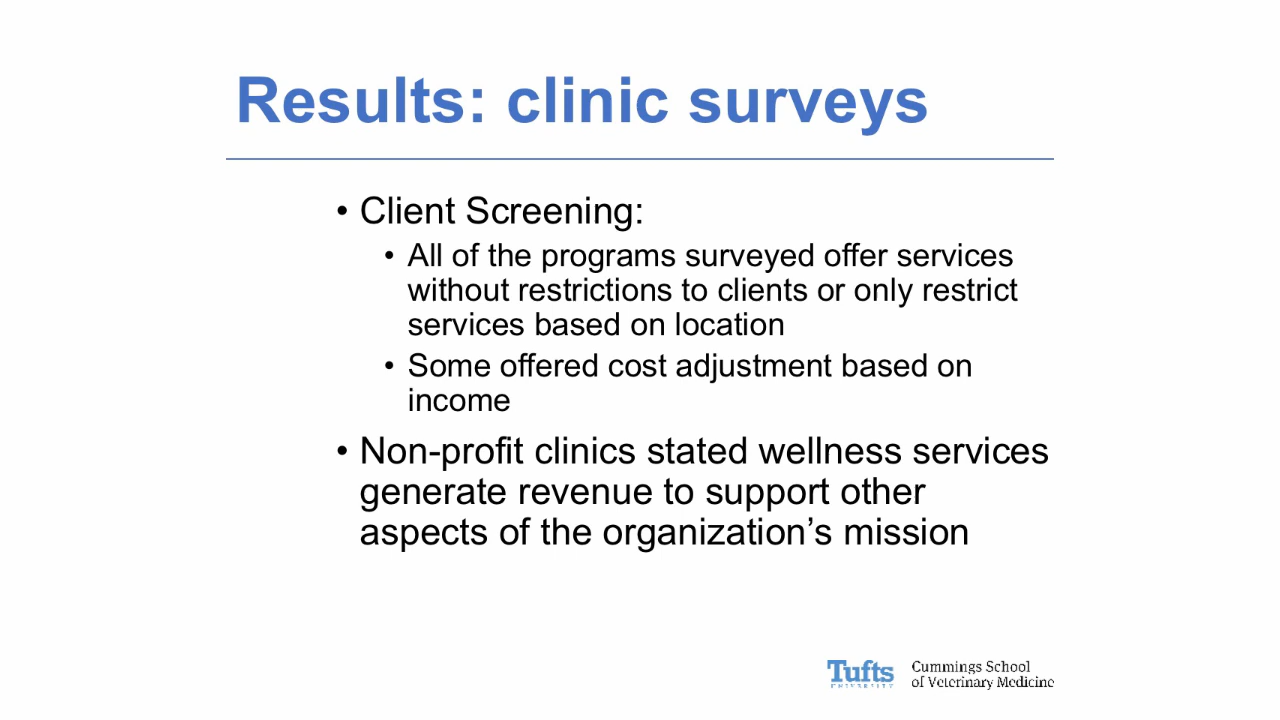 Results: clinic surveys
• Client Screening:
• All of the programs surveyed offer services
without restrictions to clients or only restrict
services based on location
• Some offered cost adjustment based on
income
• Non-profit clinics stated wellness services
generate revenue to support other
aspects of the organization’s mission
Tufts Cummings School
UNIVERSITY of Veterinary Medicine